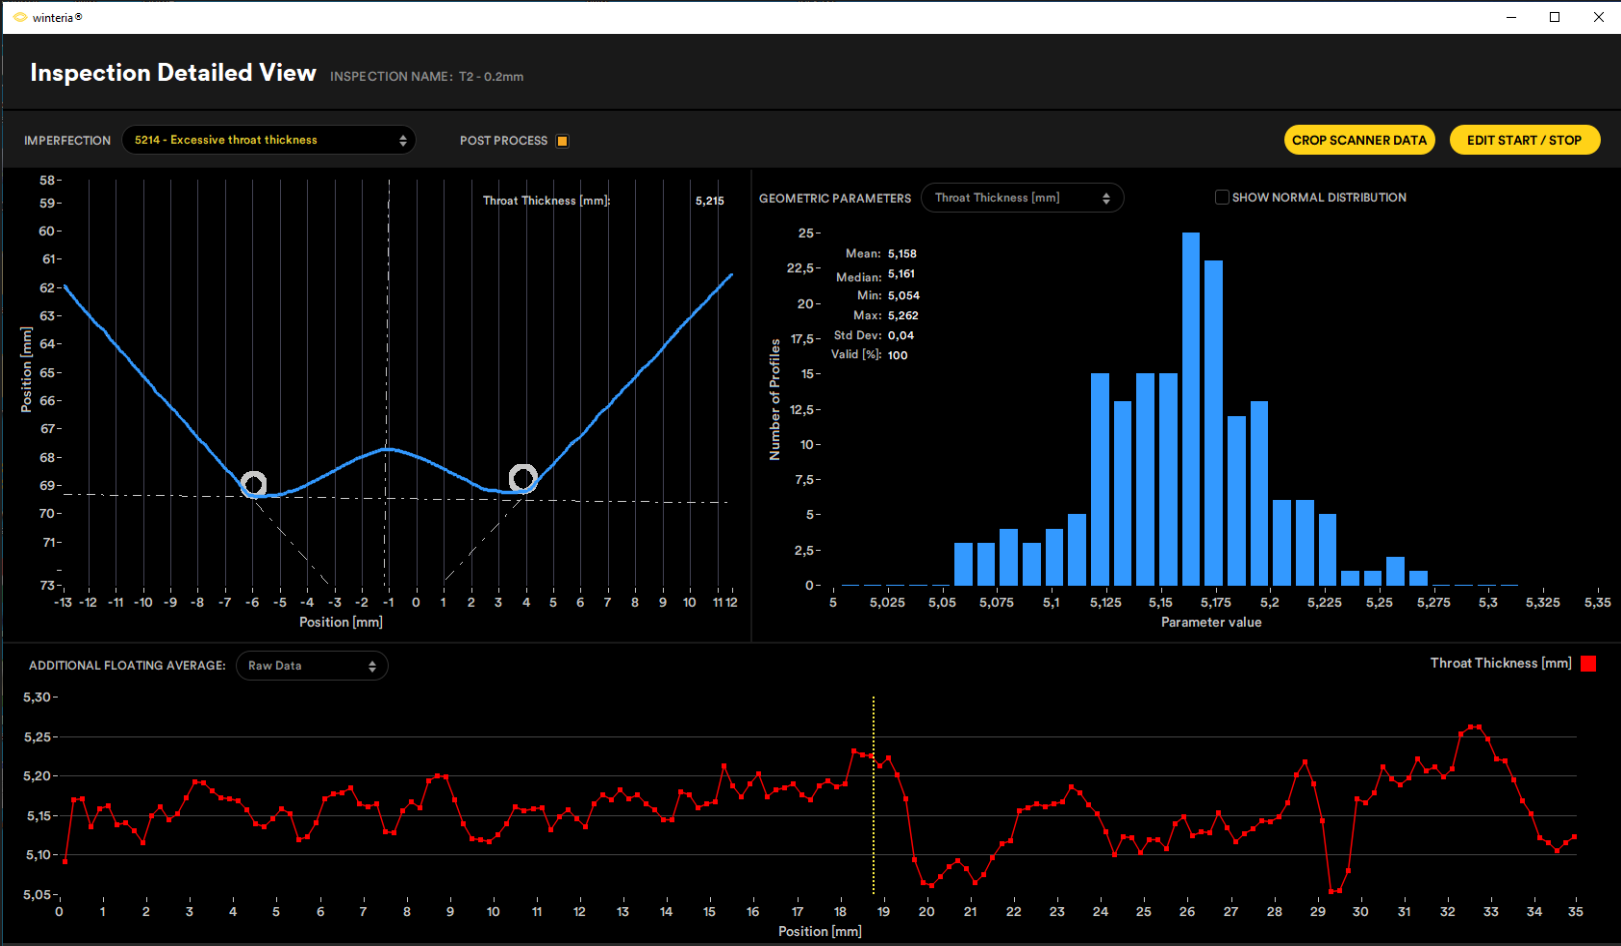 winteria®
Inspection Detailed View INSPECTION NAME: T2 - 0.2mm
IMPERFECTION 5214 - Excessive throat thickness POST PROCESS CROP SCANNER DATA EDIT START / STOP
Throat Thickness [mm]: 5,215
58
59
60
61
62
63
64
65
66
67
68
69
70
71
73
Position [mm]
-13 -12 -11 -10 -9 -8 -7 -6 -5 -4 -3 -2 -1 0 1 2 3 4 5 6 7 8 9 10 11 12
Position [mm]
GEOMETRIC PARAMETERS Throat Thickness [mm] SHOW NORMAL DISTRIBUTION
Mean: 5,158
Median: 5,161
Min: 5,054
Max: 5,262
Std Dev: 0,04
Valid [%]: 100
25
22,5
20
17,5
15
12,5
10
7,5
5
2,5
0
Number of Profiles
5 5,025 5,05 5,075 5,1 5,125 5,15 5,175 5,2 5,225 5,25 5,275 5,3 5,325 5,35
Parameter value
ADDITIONAL FLOATING AVERAGE: Raw Data Throat Thickness [mm]
5,30
5,25
5,20
5,15
5,10
5,05
0 1 2 3 4 5 6 7 8 9 10 11 12 13 14 15 16 17 18 19 20 21 22 23 24 25 26 27 28 29 30 31 32 33 34 35
Position [mm]